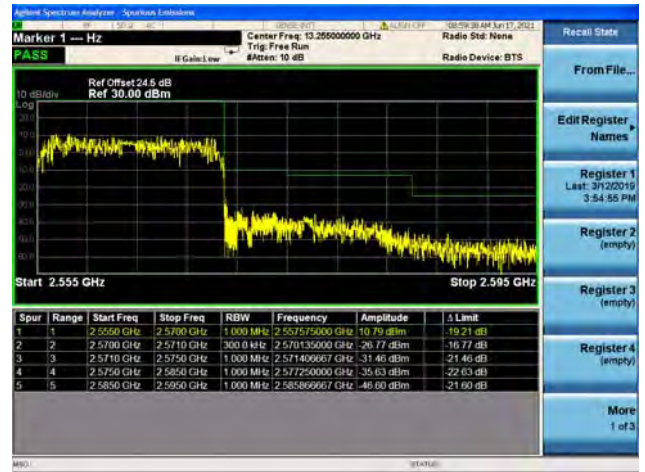 Agilent Spectrum Analyzer - Spurious Emissions
Marker 1 --- Hz
Center Freq: 13.255000000 GHz
08:59:38 AM Jun 17, 2021
Radio Std: None
Recall State
PASS
IFGain:Low
Trig: Free Run
#Atten: 10 dB
Radio Device: BTS
From File...
Ref Offset 24.5 dB
10 dB/div Ref 30.00 dBm
Log
Edit Register
Names
Register 1
Last: 3/12/2019
3:54:55 PM
Register 2
(empty)
Start 2.555 GHz Stop 2.595 GHz
Register 3
(empty)
Spur Range Start Freq Stop Freq RBW Frequency Amplitude Δ Limit
1 1 2.5550 GHz 2.5700 GHz 1.000 MHz 2.557575000 GHz 10.79 dBm -19.21 dB
2 2 2.5700 GHz 2.5710 GHz 300.0 kHz 2.570135000 GHz -26.77 dBm -16.77 dB
3 3 2.5710 GHz 2.5750 GHz 1.000 MHz 2.571406667 GHz -31.46 dBm -21.46 dB
4 4 2.5750 GHz 2.5850 GHz 1.000 MHz 2.577250000 GHz -35.63 dBm -22.63 dB
5 5 2.5850 GHz 2.5950 GHz 1.000 MHz 2.585866667 GHz -46.60 dBm -21.60 dB
Register 4
(empty)
More
1 of 3
MSG STATUS